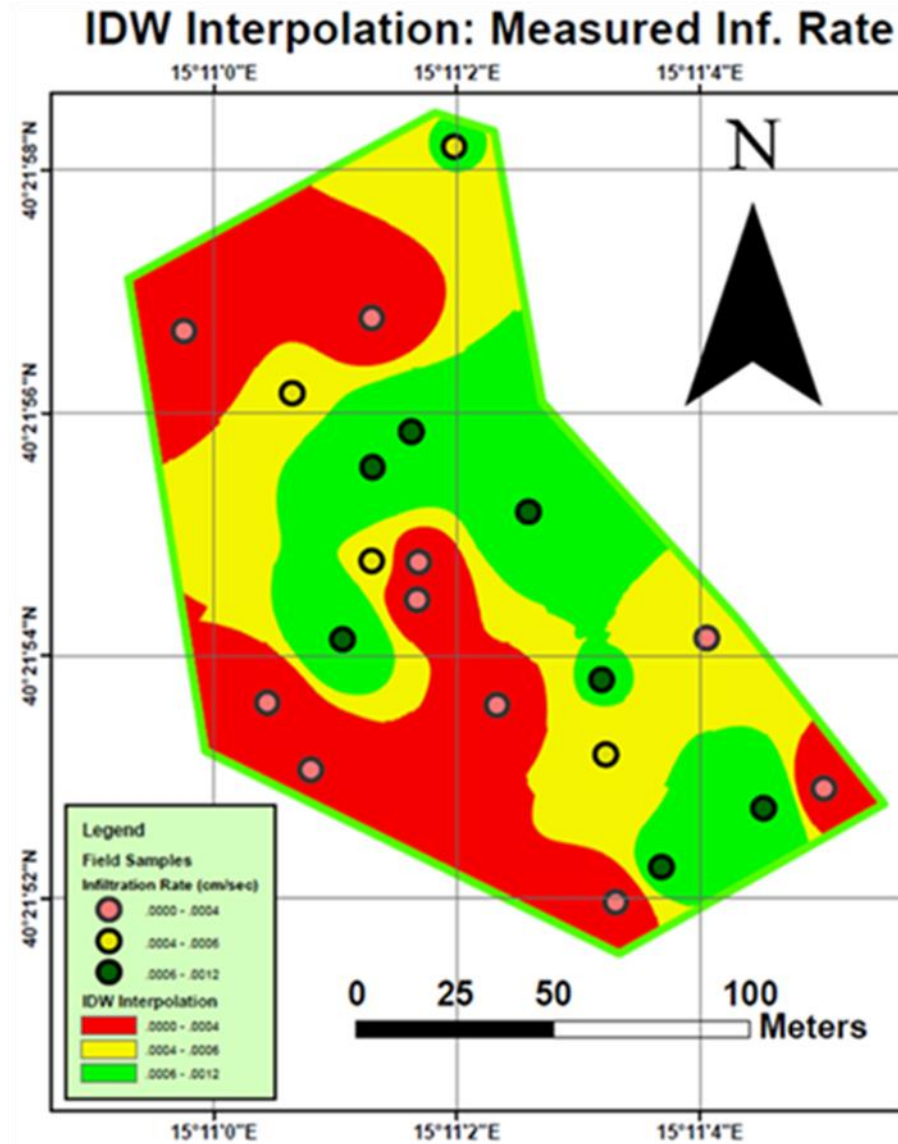 IDW Interpolation: Measured Inf. Rate
15°11'0"E 15°11'2"E 15°11'4"E
40°21'58"N
40°21'56"N
40°21'54"N
40°21'52"N
N
Legend
Field Samples
Infiltration Rate (cm/sec)
.0000 - .0004
.0004 - .0006
.0006 - .0012
IDW Interpolation
.0000 - .0004
.0004 - .0006
.0006 - .0012
0 25 50 100
Meters
15°11'0"E 15°11'2"E 15°11'4"E